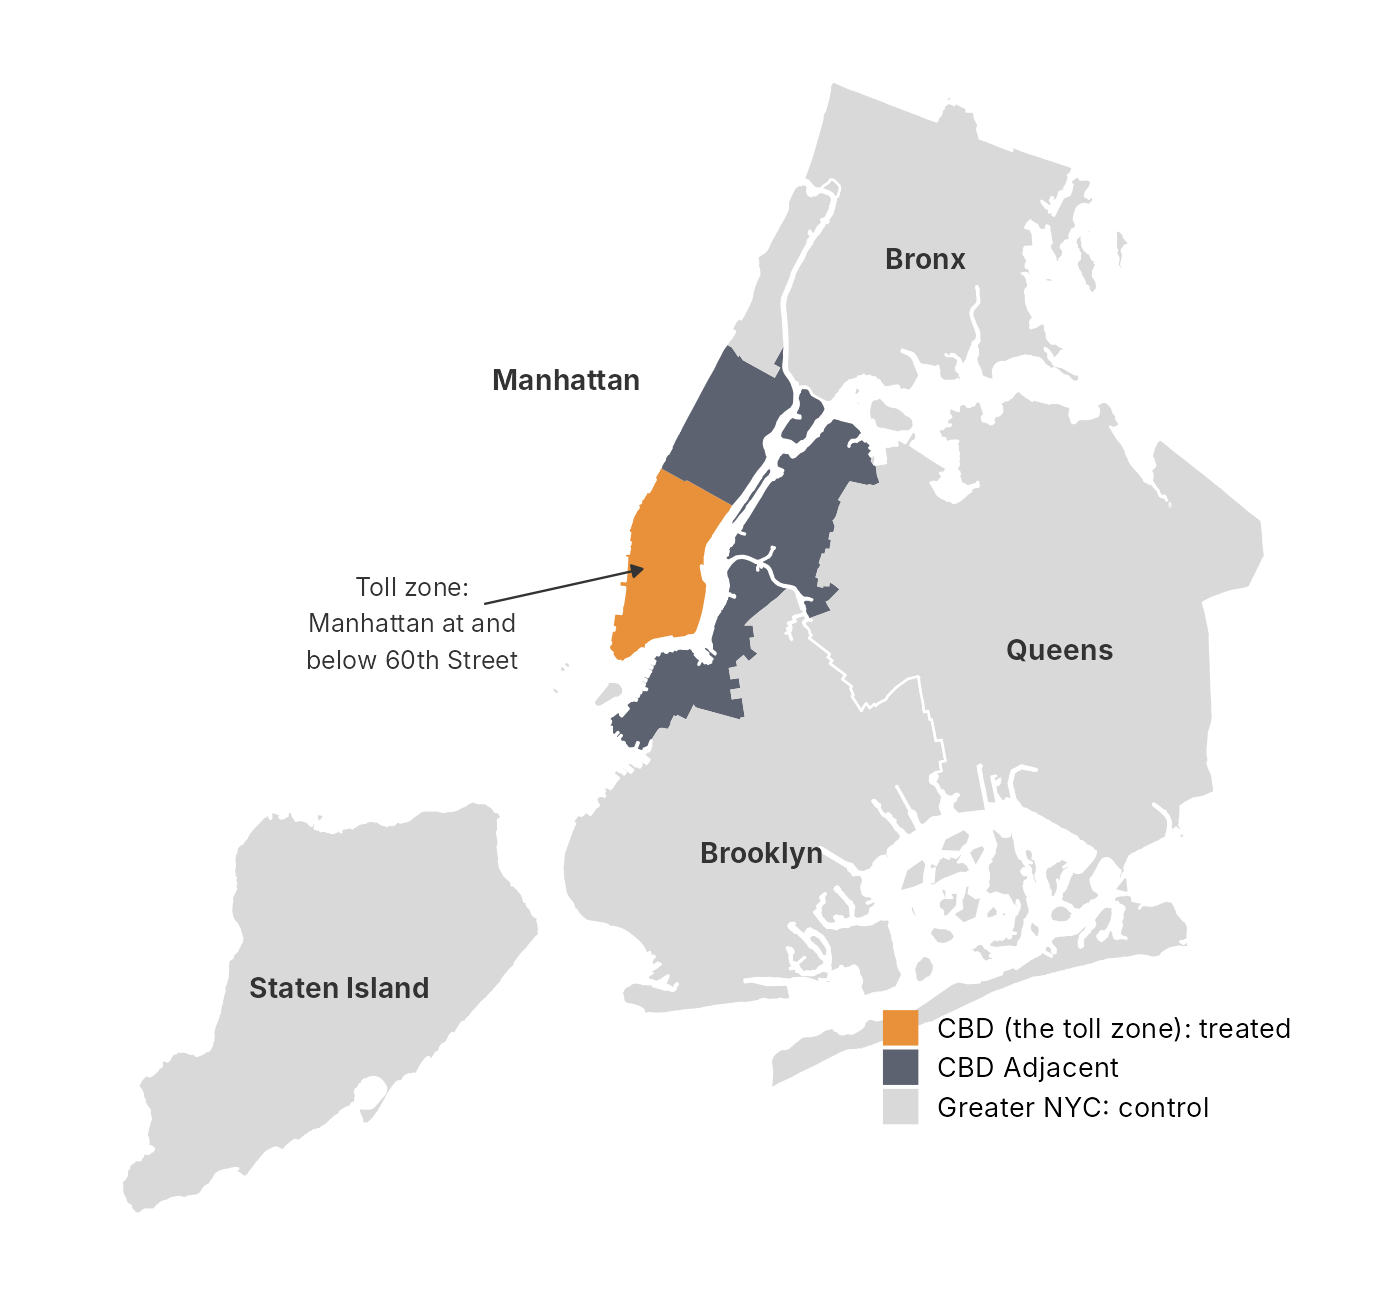 Bronx
Manhattan
Toll zone:
Manhattan at and
below 60th Street
Queens
Brooklyn
Staten Island
CBD (the toll zone): treated
CBD Adjacent
Greater NYC: control